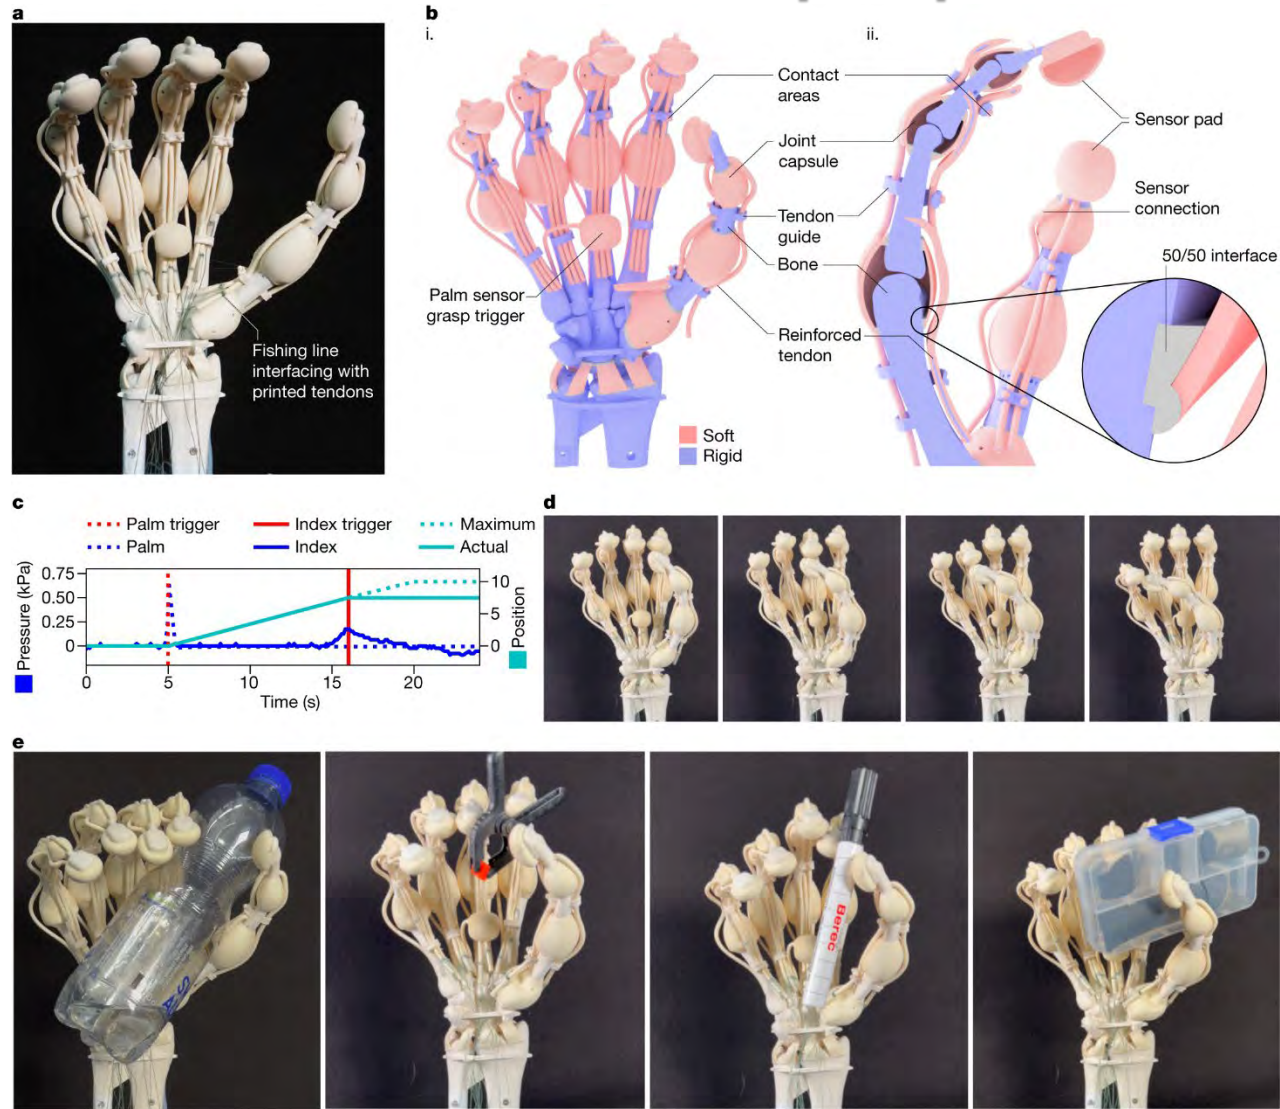 a
Fishing line
interfacing with
printed tendons
b
i.
ii.
Contact
areas
Joint
capsule
Tendon
guide
Bone
Palm sensor
grasp trigger
Reinforced
tendon
Sensor pad
Sensor
connection
50/50 interface
Soft
Rigid
c
Palm trigger
Index trigger
Maximum
Palm
Index
Actual
Pressure (kPa)
0.75
0.50
0.25
0
10
5
0
Position
0
5
10
15
20
Time (s)
d
e
Berec